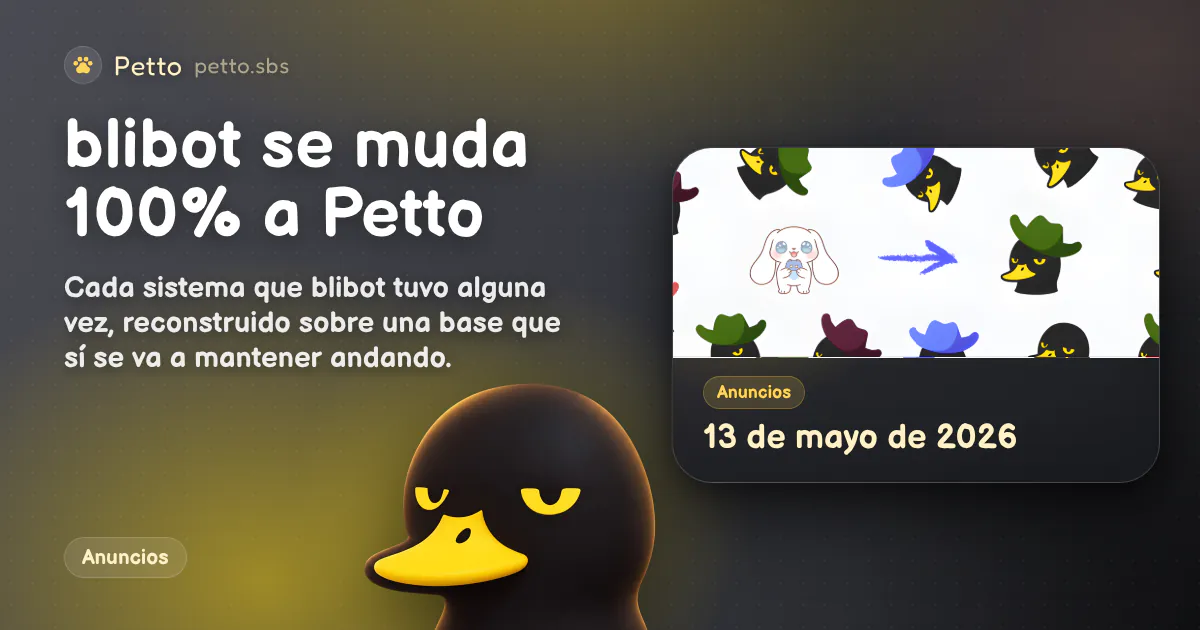 Petto petto.sbs
blibot se muda
100% a Petto
Cada sistema que blibot tuvo alguna
vez, reconstruido sobre una base que
sí se va a mantener andando.
Anuncios
Anuncios
13 de mayo de 2026